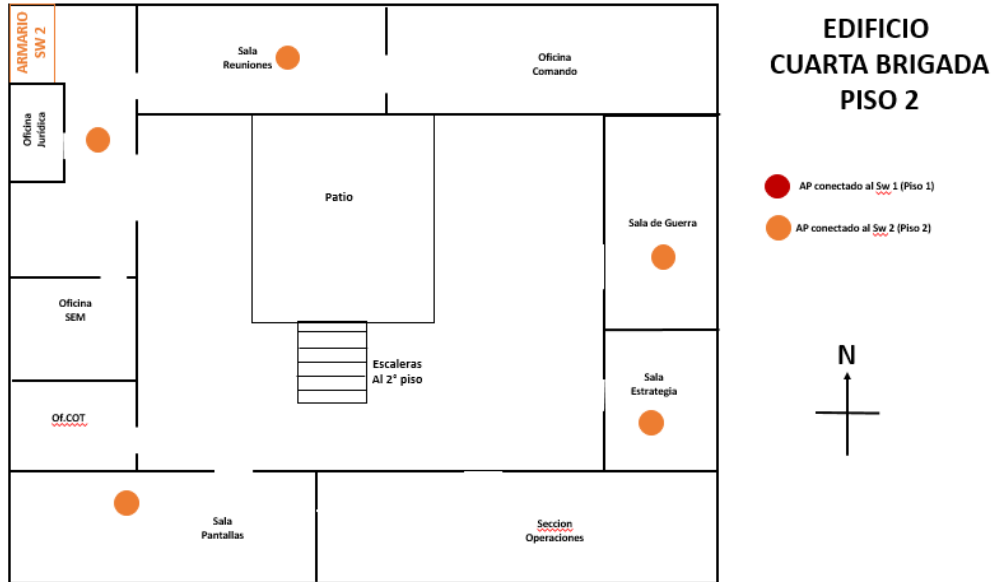 EDIFICIO
CUARTA BRIGADA
PISO 2
ARMARIO
SW 2
Sala
Reuniones
Oficina
Comando
Oficina
Jurídica
Patio
Sala de Guerra
AP conectado al Sw 1 (Piso 1)
AP conectado al Sw 2 (Piso 2)
Oficina
SEM
Escaleras
Al 2° piso
Sala
Estrategia
N
Of.COT
Sala
Pantallas
Seccion
Operaciones